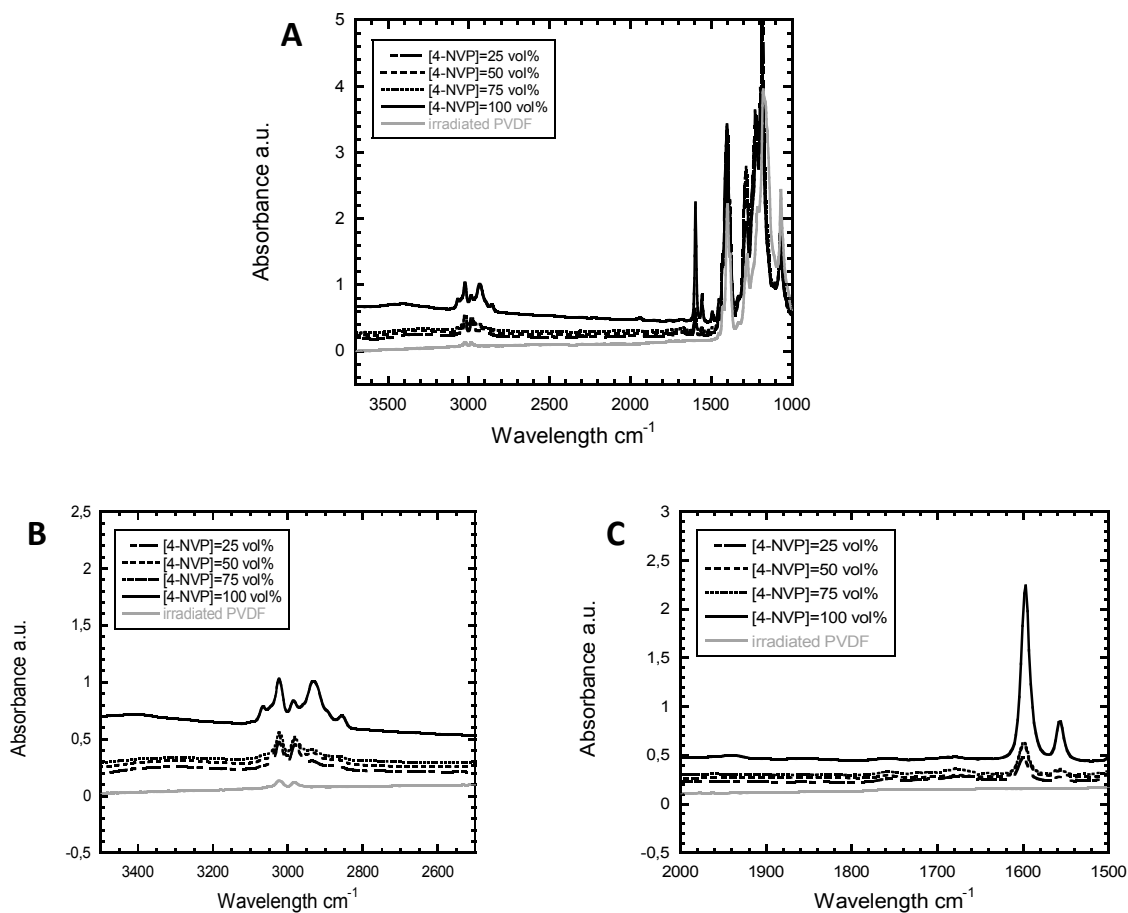 A
5
4
3
2
1
0
Absorbance a.u.
[4-NVP]=25 vol%
[4-NVP]=50 vol%
[4-NVP]=75 vol%
[4-NVP]=100 vol%
irradiated PVDF
3500 3000 2500 2000 1500 1000
Wavelength cm-1
B
2,5
2
1,5
1
0,5
0
-0,5
Absorbance a.u.
[4-NVP]=25 vol%
[4-NVP]=50 vol%
[4-NVP]=75 vol%
[4-NVP]=100 vol%
irradiated PVDF
3400 3200 3000 2800 2600
Wavelength cm-1
C
3
2,5
2
1,5
1
0,5
0
-0,5
Absorbance a.u.
[4-NVP]=25 vol%
[4-NVP]=50 vol%
[4-NVP]=75 vol%
[4-NVP]=100 vol%
irradiated PVDF
2000 1900 1800 1700 1600 1500
Wavelength cm-1